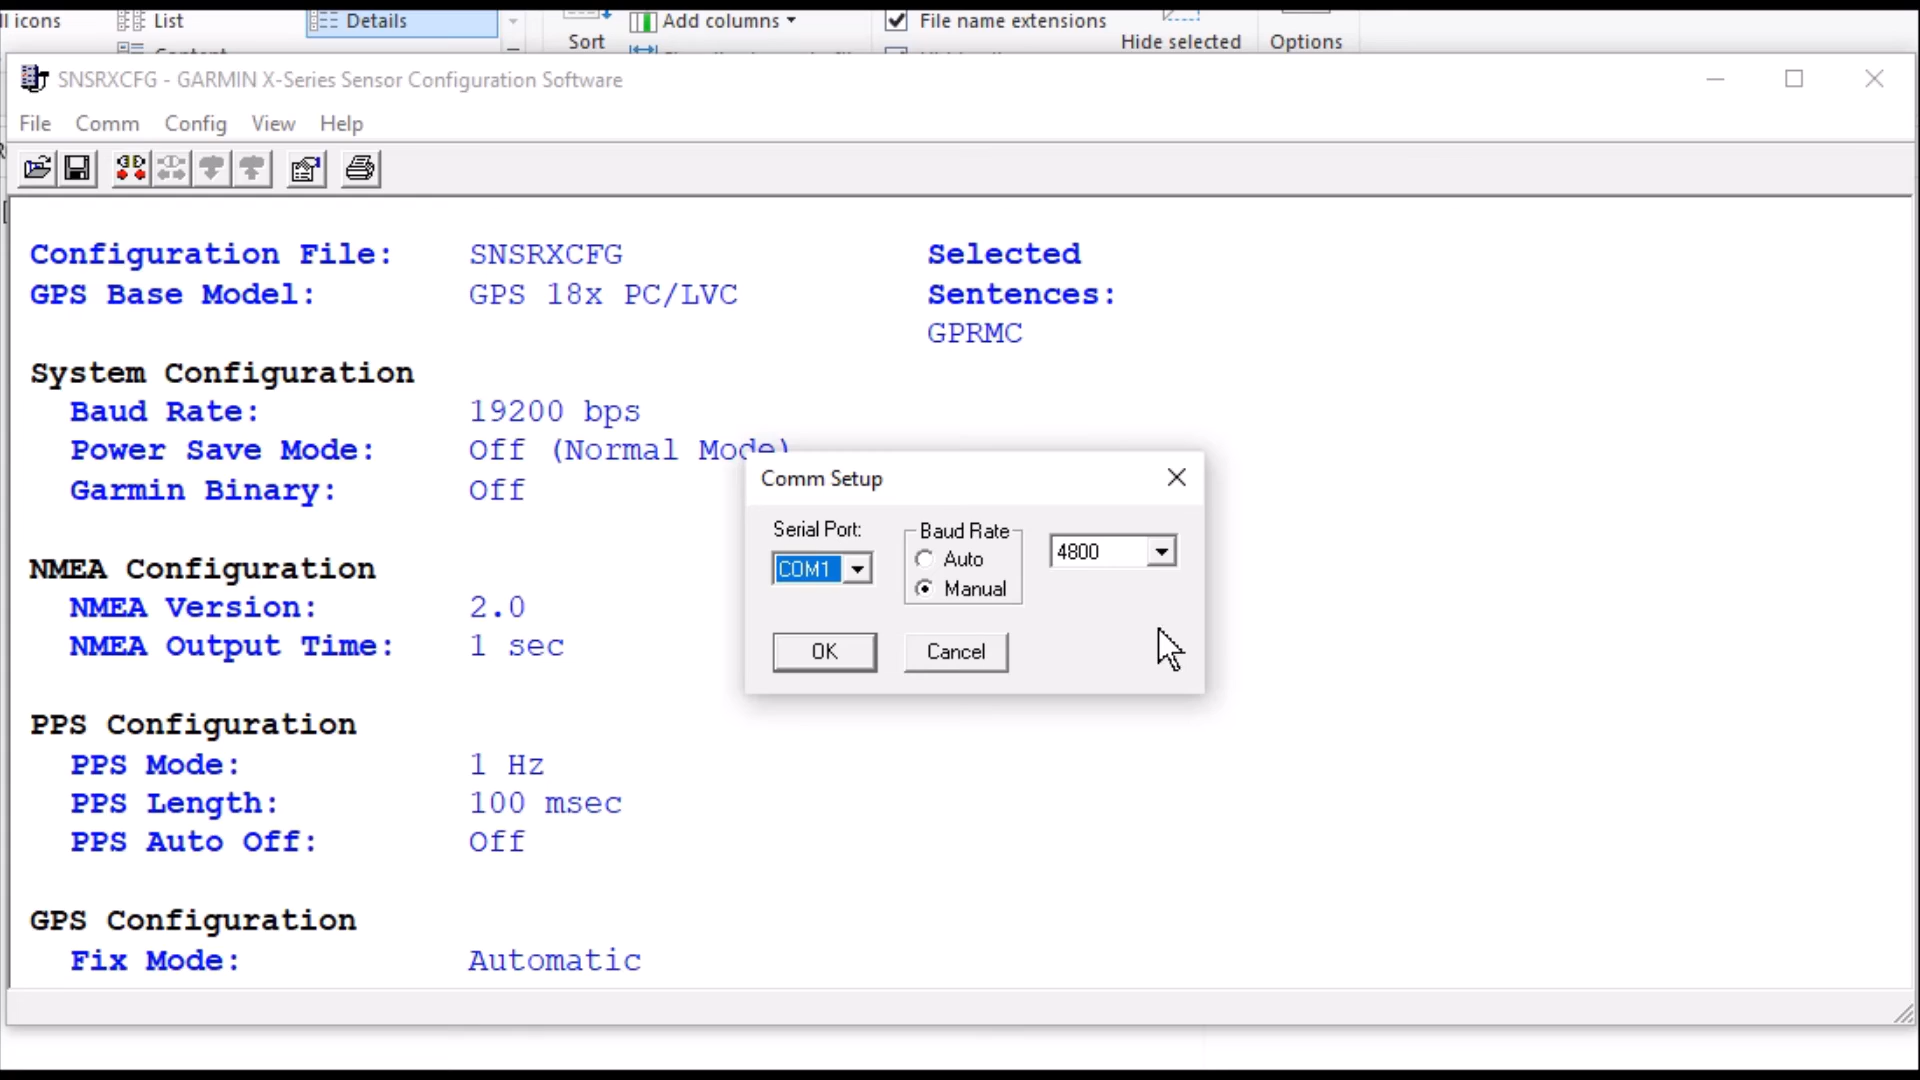 ll icons
List
Details
Add columns
File name extensions
Content
Sort
Hide selected
Options
SNSRXCFG - GARMIN X-Series Sensor Configuration Software
File Comm Config View Help
Configuration File: SNSRXCFG
GPS Base Model: GPS 18x PC/LVC
Selected
Sentences:
GPRMC
System Configuration
Baud Rate: 19200 bps
Power Save Mode: Off (Normal Mode)
Garmin Binary: Off
NMEA Configuration
NMEA Version: 2.0
NMEA Output Time: 1 sec
PPS Configuration
PPS Mode: 1 Hz
PPS Length: 100 msec
PPS Auto Off: Off
GPS Configuration
Fix Mode: Automatic
Comm Setup
Serial Port:
COM1
Baud Rate
Auto
Manual
4800
OK
Cancel